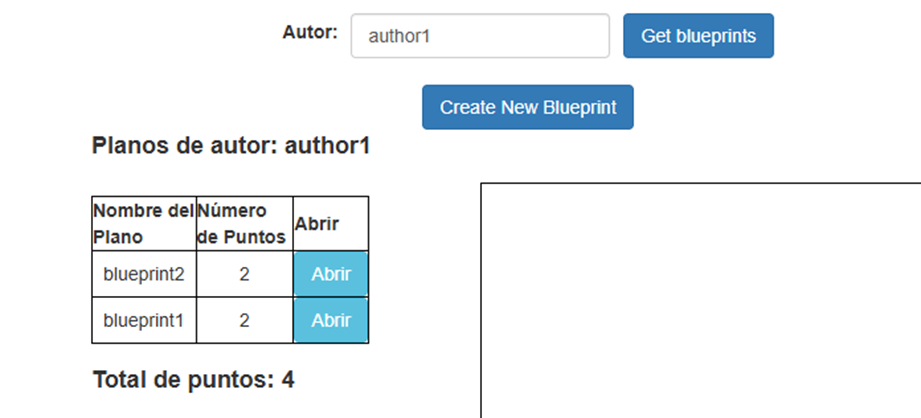 Autor: author1 Get blueprints
Create New Blueprint
Planos de autor: author1
Nombre del Plano Número de Puntos Abrir
blueprint2 2 Abrir
blueprint1 2 Abrir
Total de puntos: 4